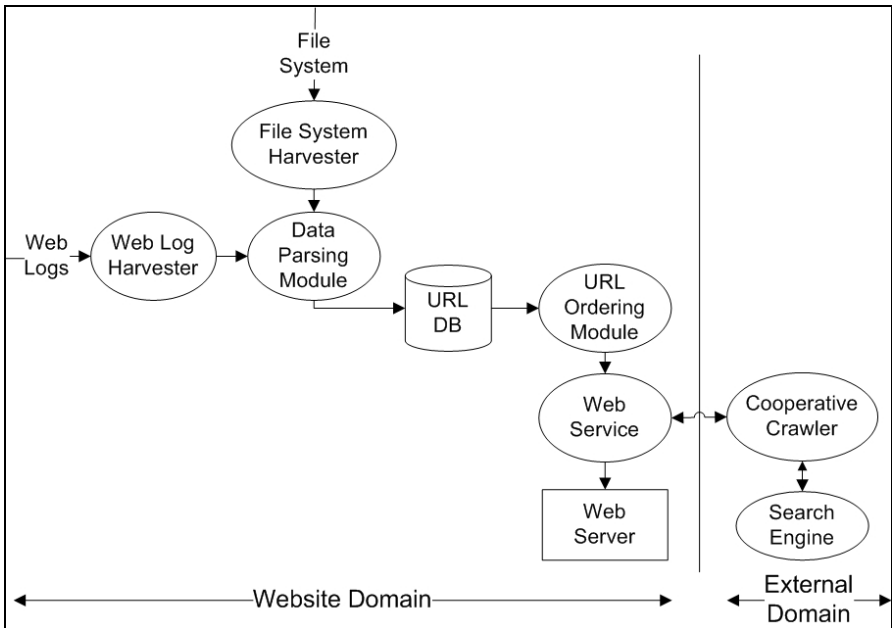 File
System
File System
Harvester
Web
Logs
Web Log
Harvester
Data
Parsing
Module
URL
DB
URL
Ordering
Module
Web
Service
Cooperative
Crawler
Web
Server
Search
Engine
Website Domain
External
Domain